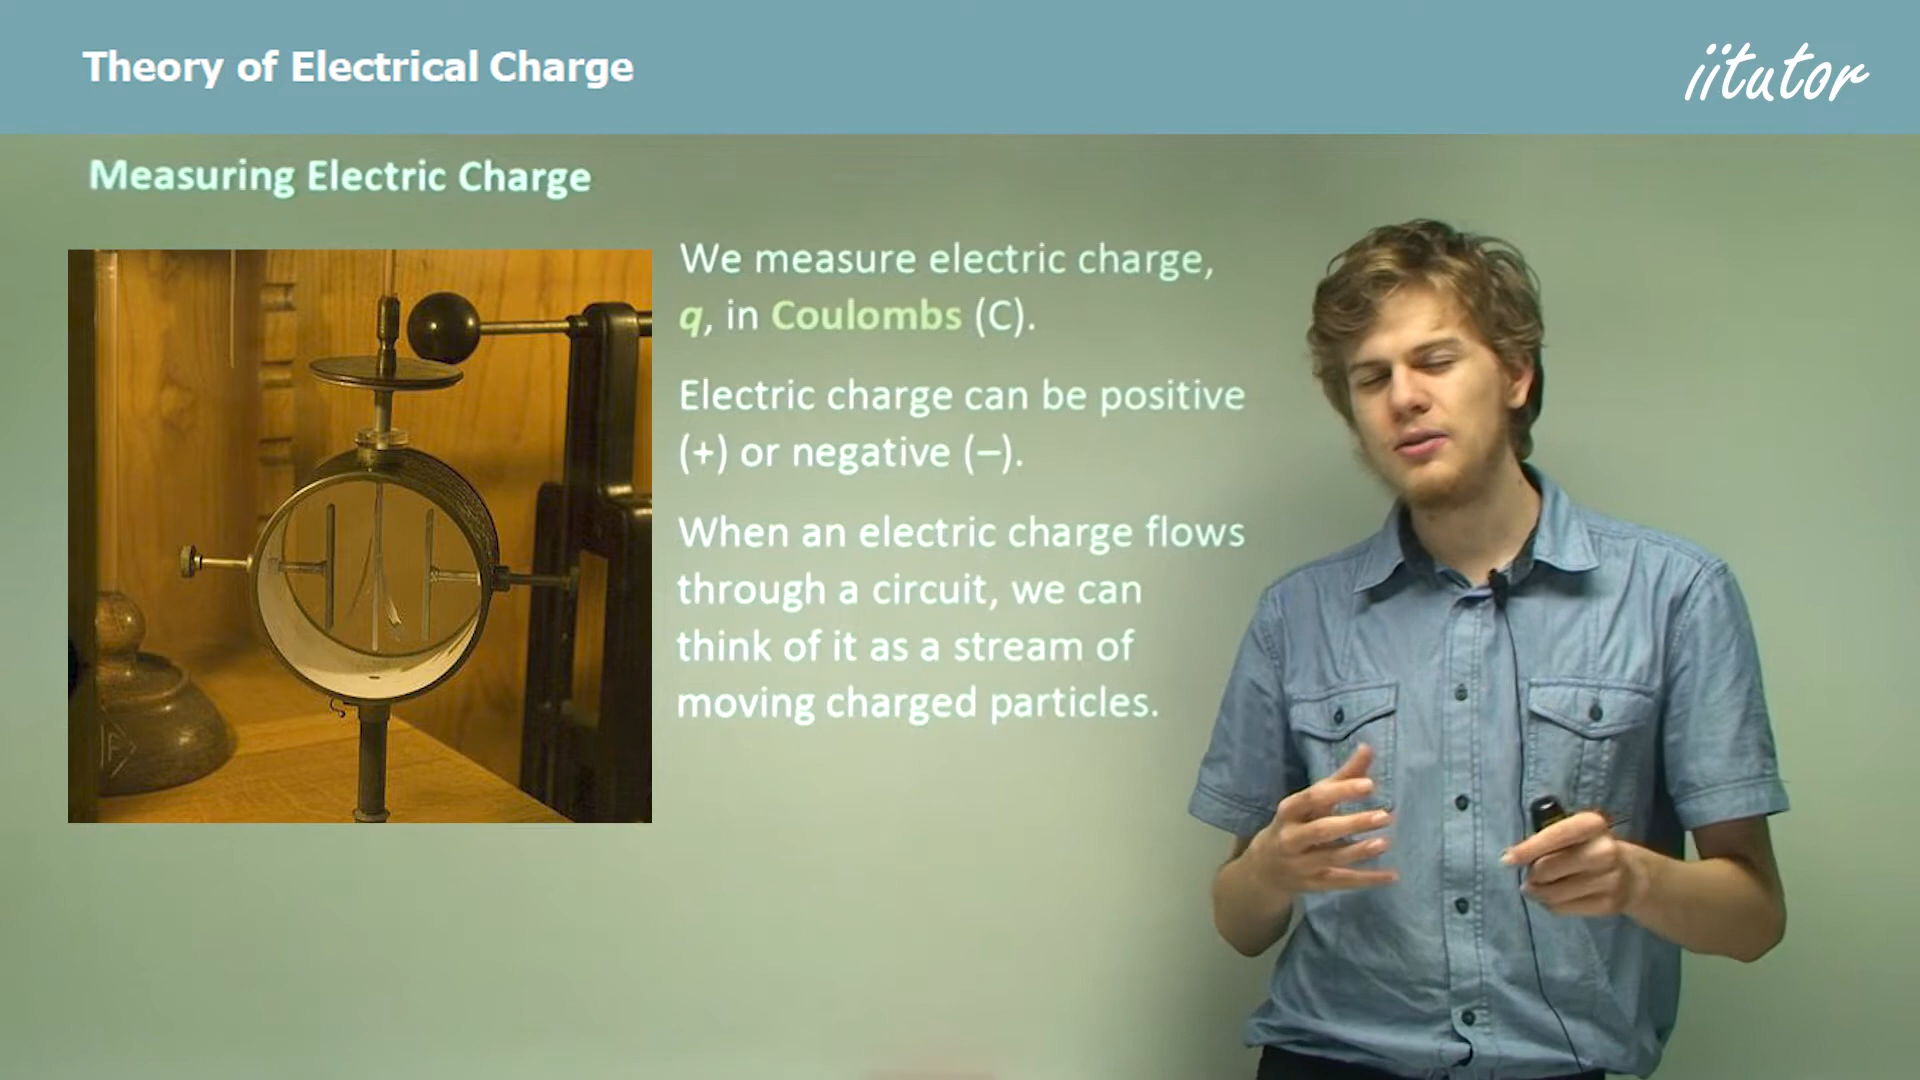 Theory of Electrical Charge
iitutor
Measuring Electric Charge
We measure electric charge,
q, in Coulombs (C).
Electric charge can be positive
(+) or negative (–).
When an electric charge flows
through a circuit, we can
think of it as a stream of
moving charged particles.